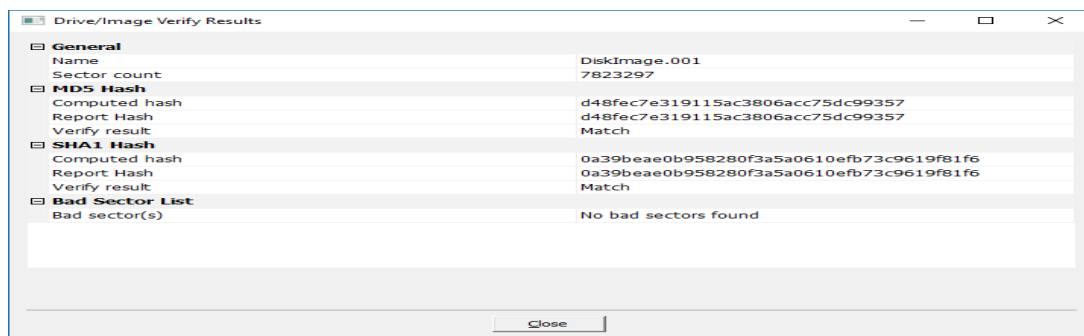 Drive/Image Verify Results
General
Name DiskImage.001
Sector count 7823297
MD5 Hash
Computed hash d48fec7e319115ac3806acc75dc99357
Report Hash d48fec7e319115ac3806acc75dc99357
Verify result Match
SHA1 Hash
Computed hash 0a39beae0b958280f3a5a0610efb73c9619f81f6
Report Hash 0a39beae0b958280f3a5a0610efb73c9619f81f6
Verify result Match
Bad Sector List
Bad sector(s) No bad sectors found
Close